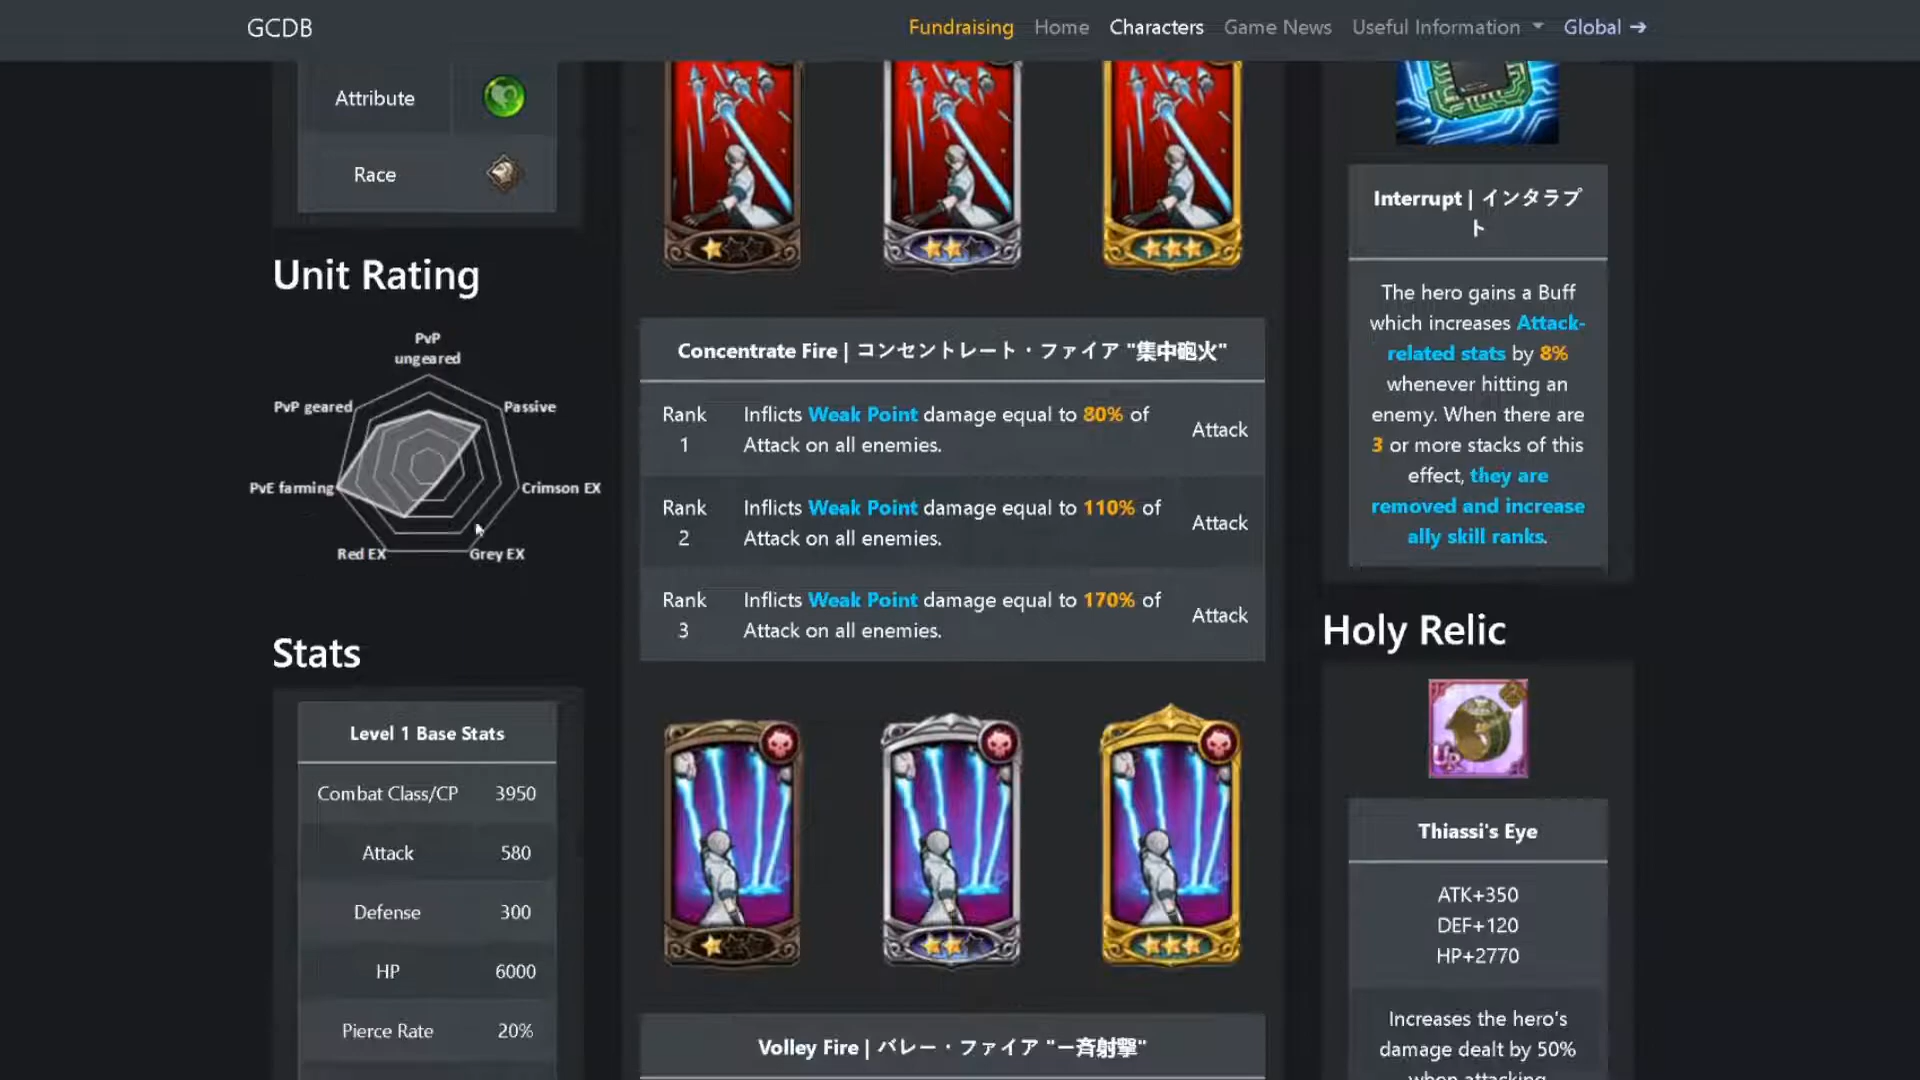 GCDB
Fundraising Home Characters Game News Useful Information Global →
Attribute
Race
Unit Rating
PvP
ungeared
PvP geared
Passive
PvE farming
Crimson EX
Red EX
Grey EX
Stats
Level 1 Base Stats
Combat Class/CP 3950
Attack 580
Defense 300
HP 6000
Pierce Rate 20%
Concentrate Fire | コンセントレート・ファイア "集中砲火"
Rank
1
Inflicts Weak Point damage equal to 80% of
Attack on all enemies.
Attack
Rank
2
Inflicts Weak Point damage equal to 110% of
Attack on all enemies.
Attack
Rank
3
Inflicts Weak Point damage equal to 170% of
Attack on all enemies.
Attack
Volley Fire | バレー・ファイア "一斉射撃"
Interrupt | インタラプ
ト
The hero gains a Buff
which increases Attack-
related stats by 8%
whenever hitting an
enemy. When there are
3 or more stacks of this
effect, they are
removed and increase
ally skill ranks.
Holy Relic
UR
Thiassi's Eye
ATK+350
DEF+120
HP+2770
Increases the hero's
damage dealt by 50%
when attacking